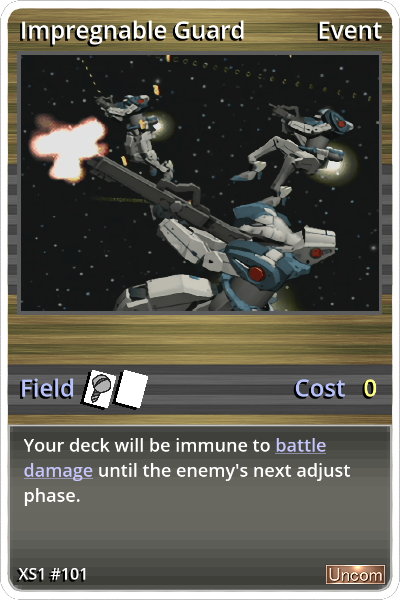 Impregnable Guard Event
Field Cost 0
Your deck will be immune to battle
damage until the enemy's next adjust
phase.
XS1 #101 Uncom